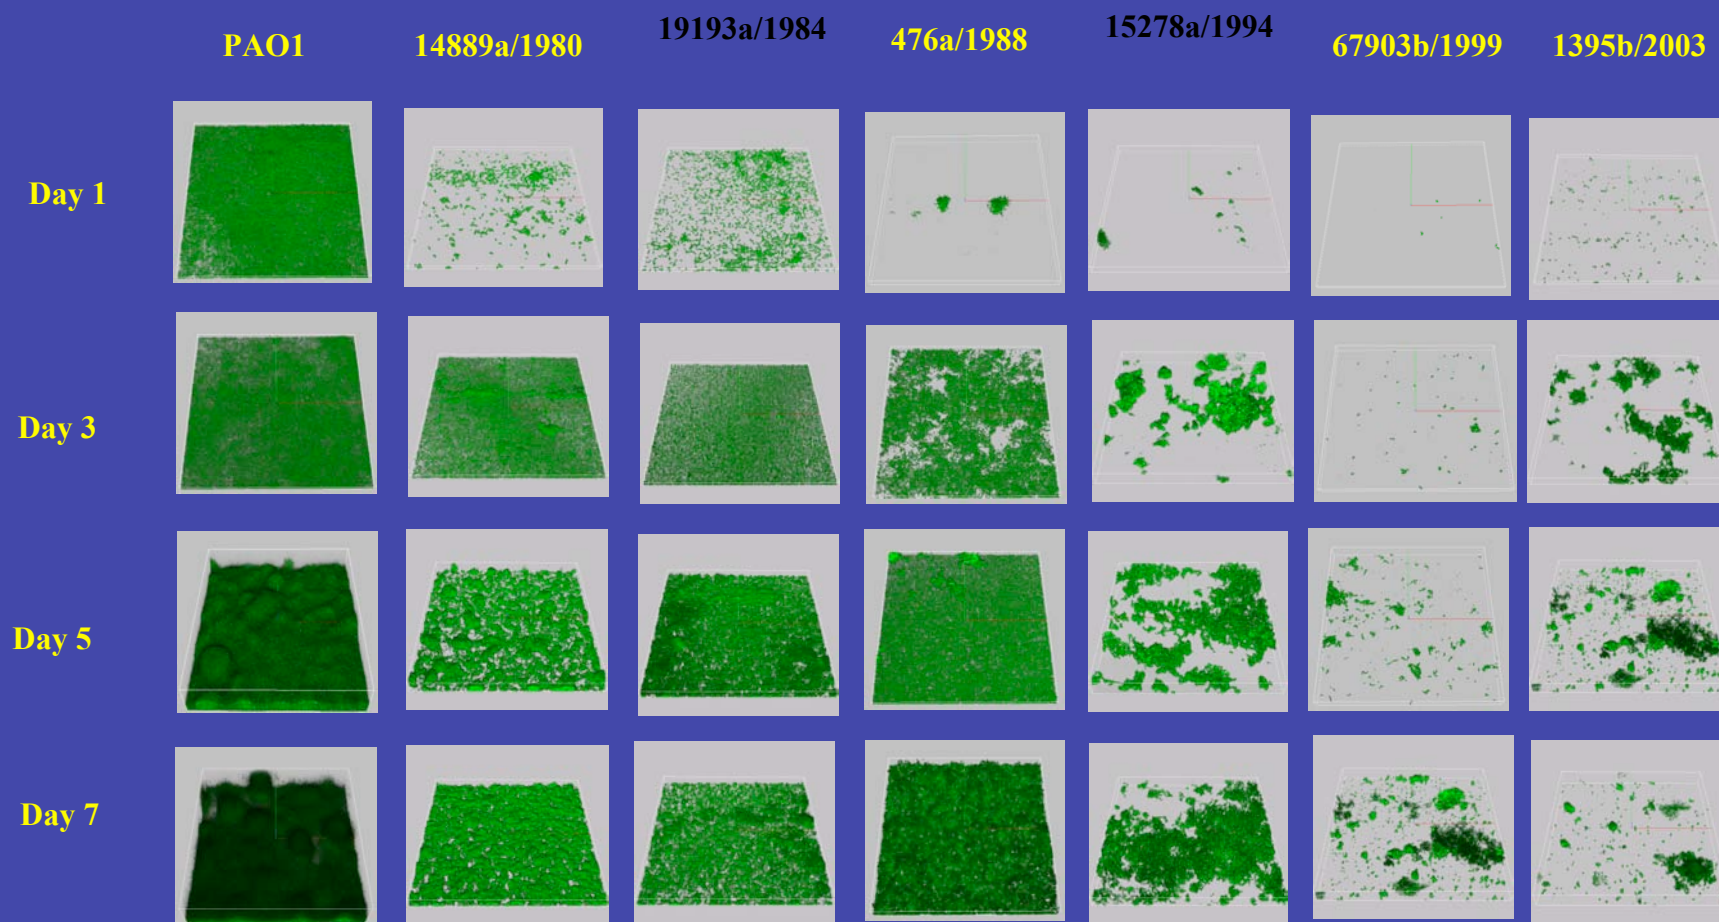 PAO1
14889a/1980
19193a/1984
476a/1988
15278a/1994
67903b/1999
1395b/2003
Day 1
Day 3
Day 5
Day 7